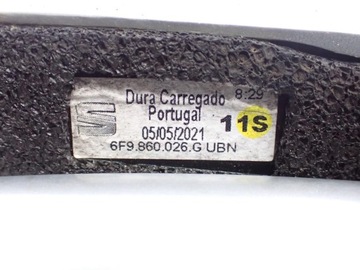 Dura Carregado 8:29
Portugal
05/05/2021 11S
6F9.860.026.G UBN